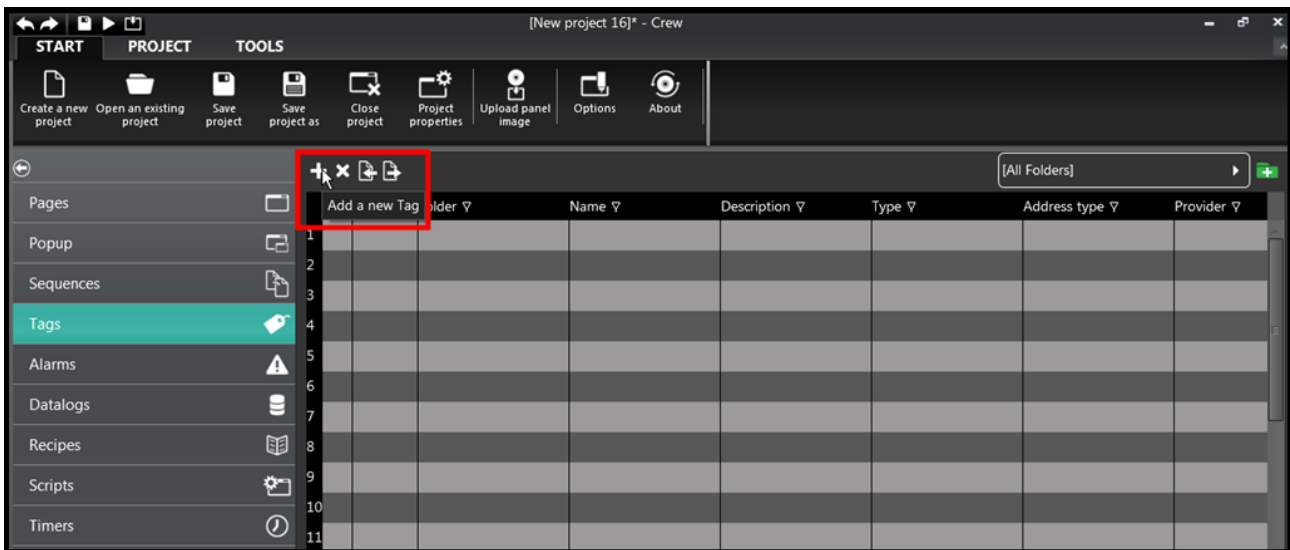 [New project 16]* - Crew
START PROJECT TOOLS
Create a new project
Open an existing project
Save project
Save project as
Close project
Project properties
Upload panel image
Options
About
[All Folders]
Add a new Tag
older Name Description Type Address type Provider
Pages
Popup
Sequences
Tags
Alarms
Datalogs
Recipes
Scripts
Timers
1
2
3
4
5
6
7
8
9
10
11